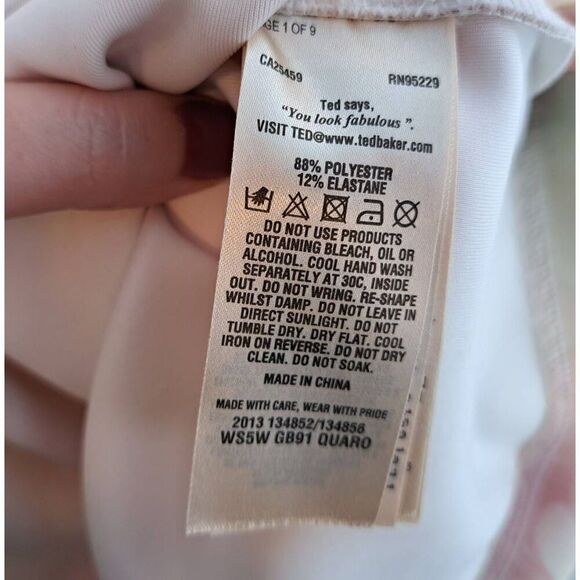 GE 1 OF 9
CA25459 RN95229
Ted says,
"You look fabulous".
VISIT TED@www.tedbaker.com
88% POLYESTER
12% ELASTANE
DO NOT USE PRODUCTS
CONTAINING BLEACH, OIL OR
ALCOHOL. COOL HAND WASH
SEPARATELY AT 30C, INSIDE
OUT. DO NOT WRING. RE-SHAPE
WHILST DAMP. DO NOT LEAVE IN
DIRECT SUNLIGHT. DO NOT
TUMBLE DRY. DRY FLAT. COOL
IRON ON REVERSE. DO NOT DRY
CLEAN. DO NOT SOAK.
MADE IN CHINA
MADE WITH CARE, WEAR WITH PRIDE
2013 134852/134856
WS5W GB91 QUARO